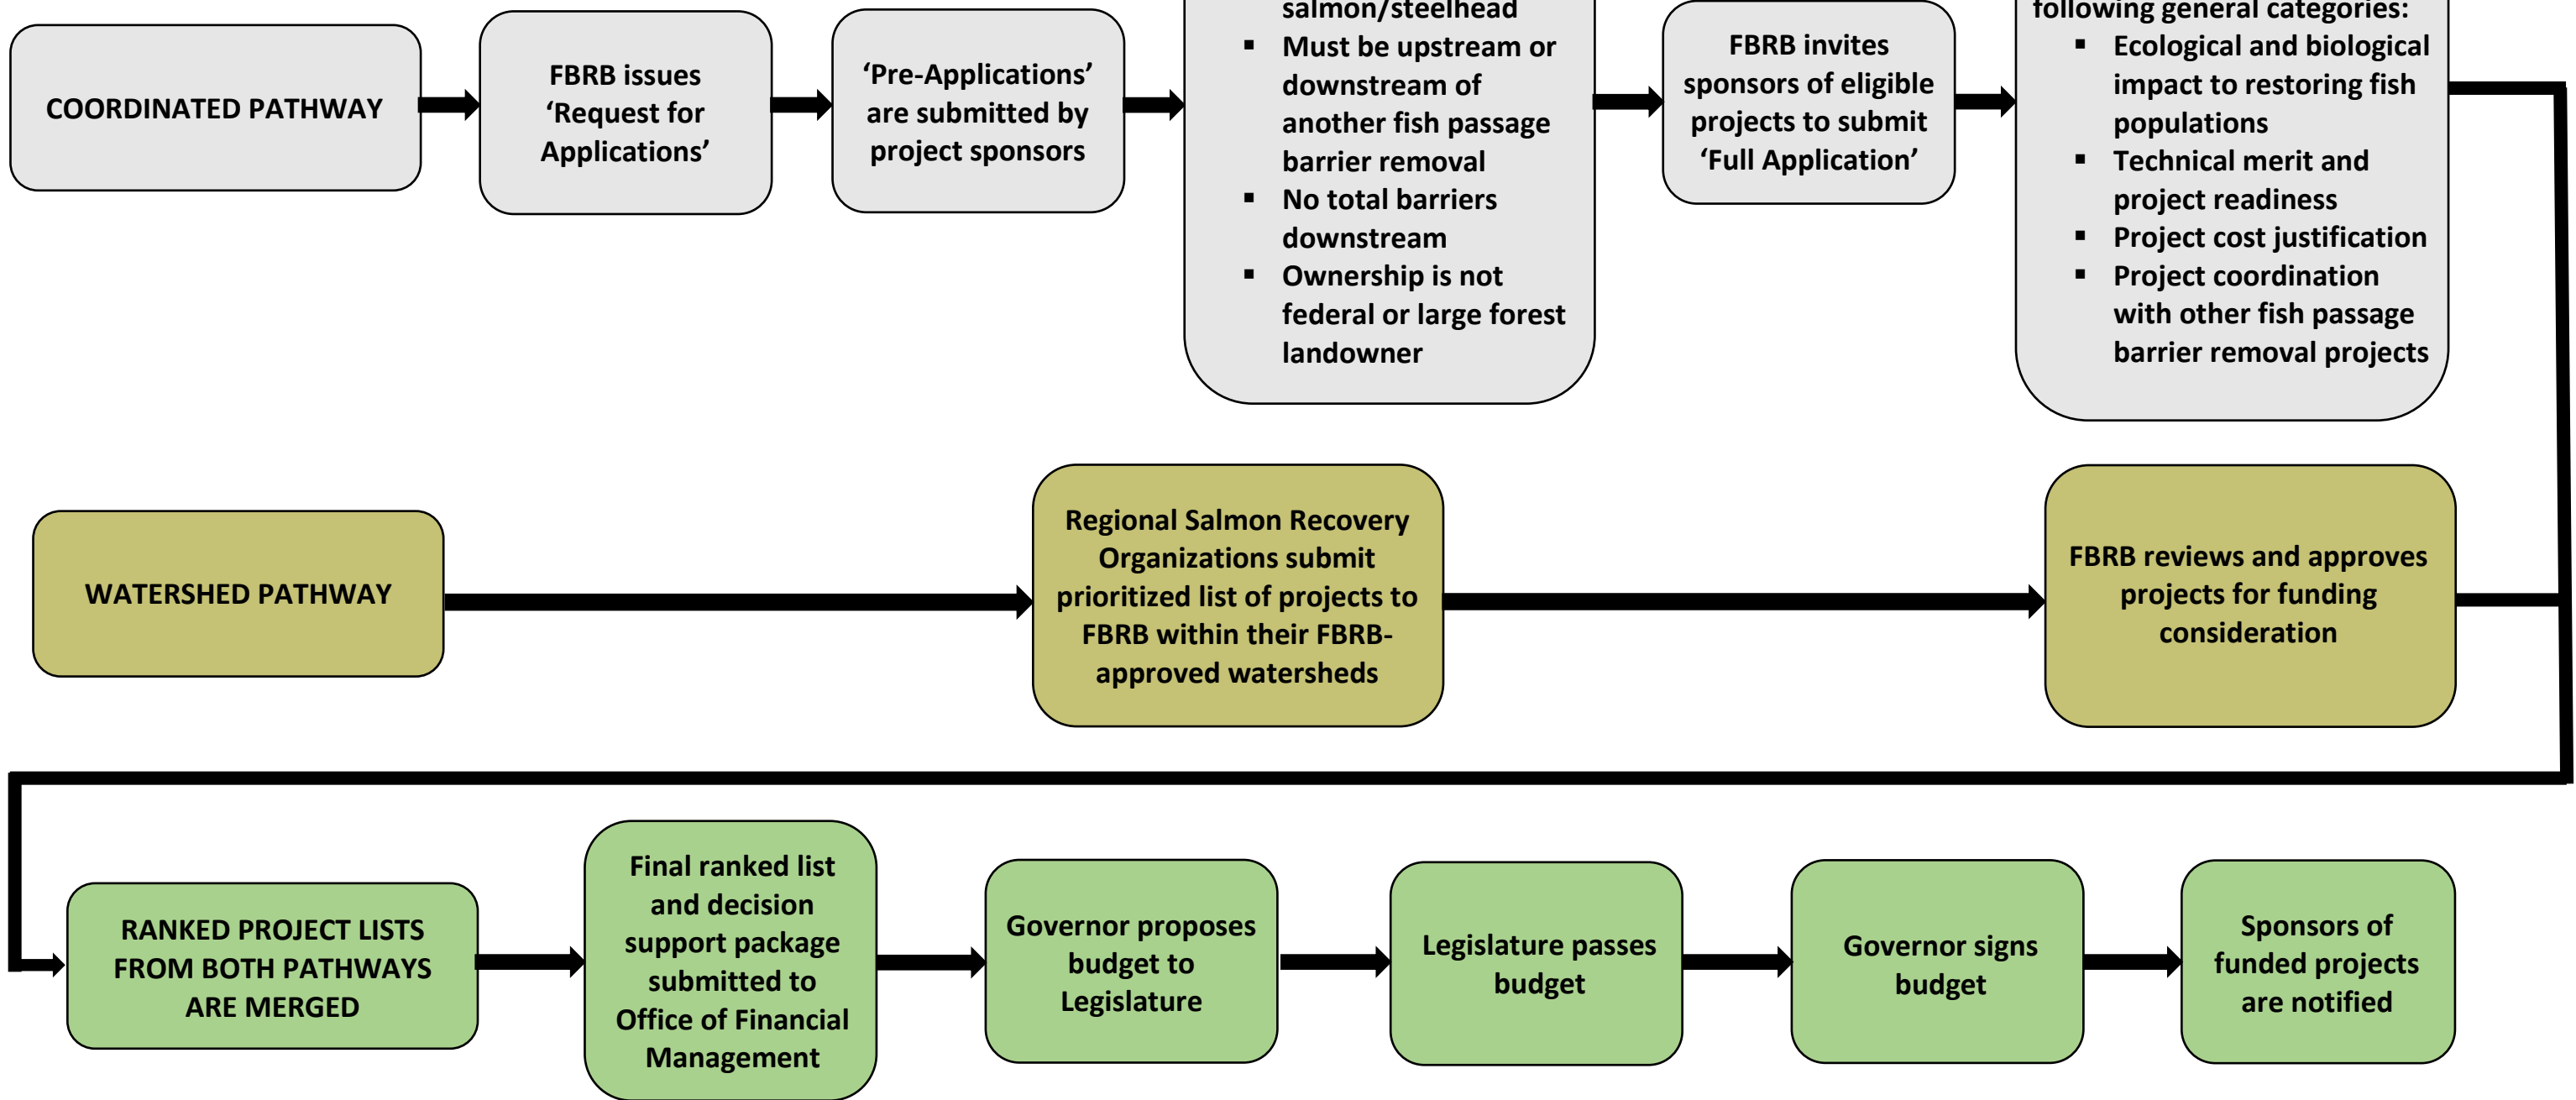 COORDINATED PATHWAY
FBRB issues
‘Request for
Applications’
‘Pre-Applications’
are submitted by
project sponsors
salmon/steelhead
▪ Must be upstream or
downstream of
another fish passage
barrier removal
▪ No total barriers
downstream
▪ Ownership is not
federal or large forest
landowner
FBRB invites
sponsors of eligible
projects to submit
‘Full Application’
following general categories:
▪ Ecological and biological
impact to restoring fish
populations
▪ Technical merit and
project readiness
▪ Project cost justification
▪ Project coordination
with other fish passage
barrier removal projects
WATERSHED PATHWAY
Regional Salmon Recovery
Organizations submit
prioritized list of projects to
FBRB within their FBRB-
approved watersheds
FBRB reviews and approves
projects for funding
consideration
RANKED PROJECT LISTS
FROM BOTH PATHWAYS
ARE MERGED
Final ranked list
and decision
support package
submitted to
Office of Financial
Management
Governor proposes
budget to
Legislature
Legislature passes
budget
Governor signs
budget
Sponsors of
funded projects
are notified